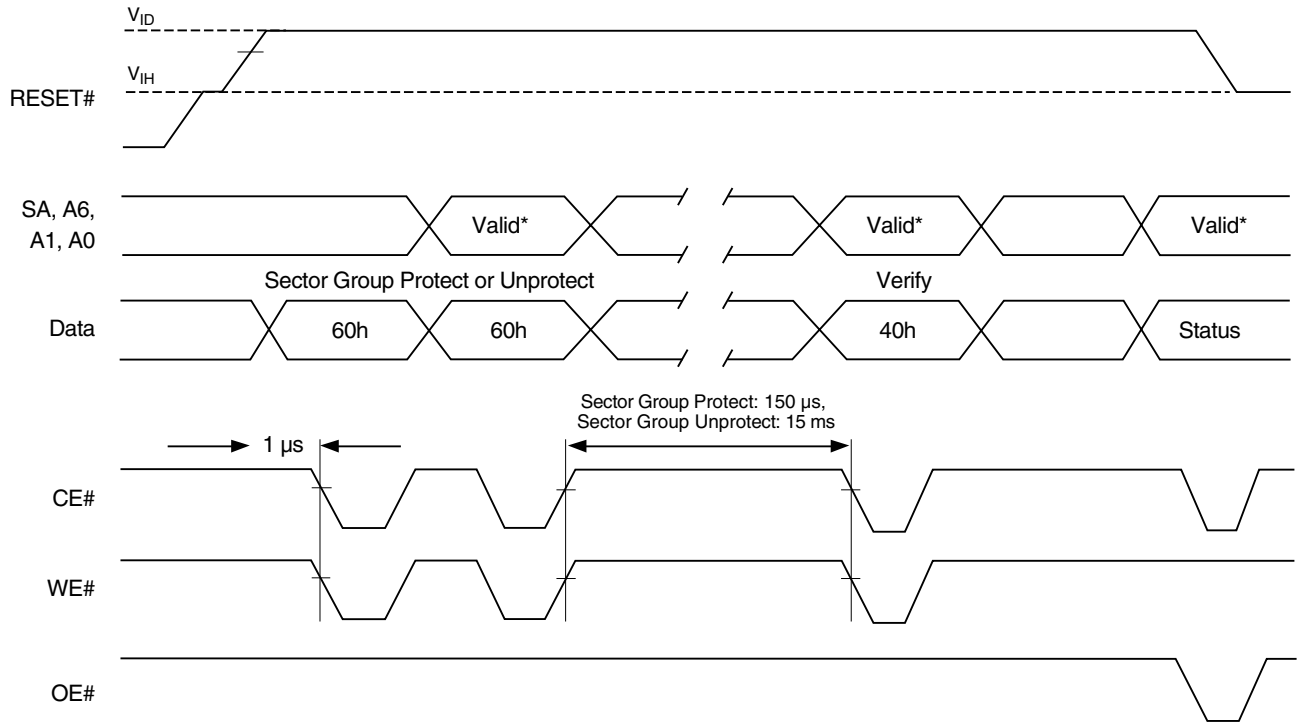 VID
VIH
RESET#
SA, A6,
A1, A0
Valid*
Valid*
Valid*
Sector Group Protect or Unprotect
Verify
Data
60h
60h
40h
Status
Sector Group Protect: 150 µs,
Sector Group Unprotect: 15 ms
1 µs
CE#
WE#
OE#